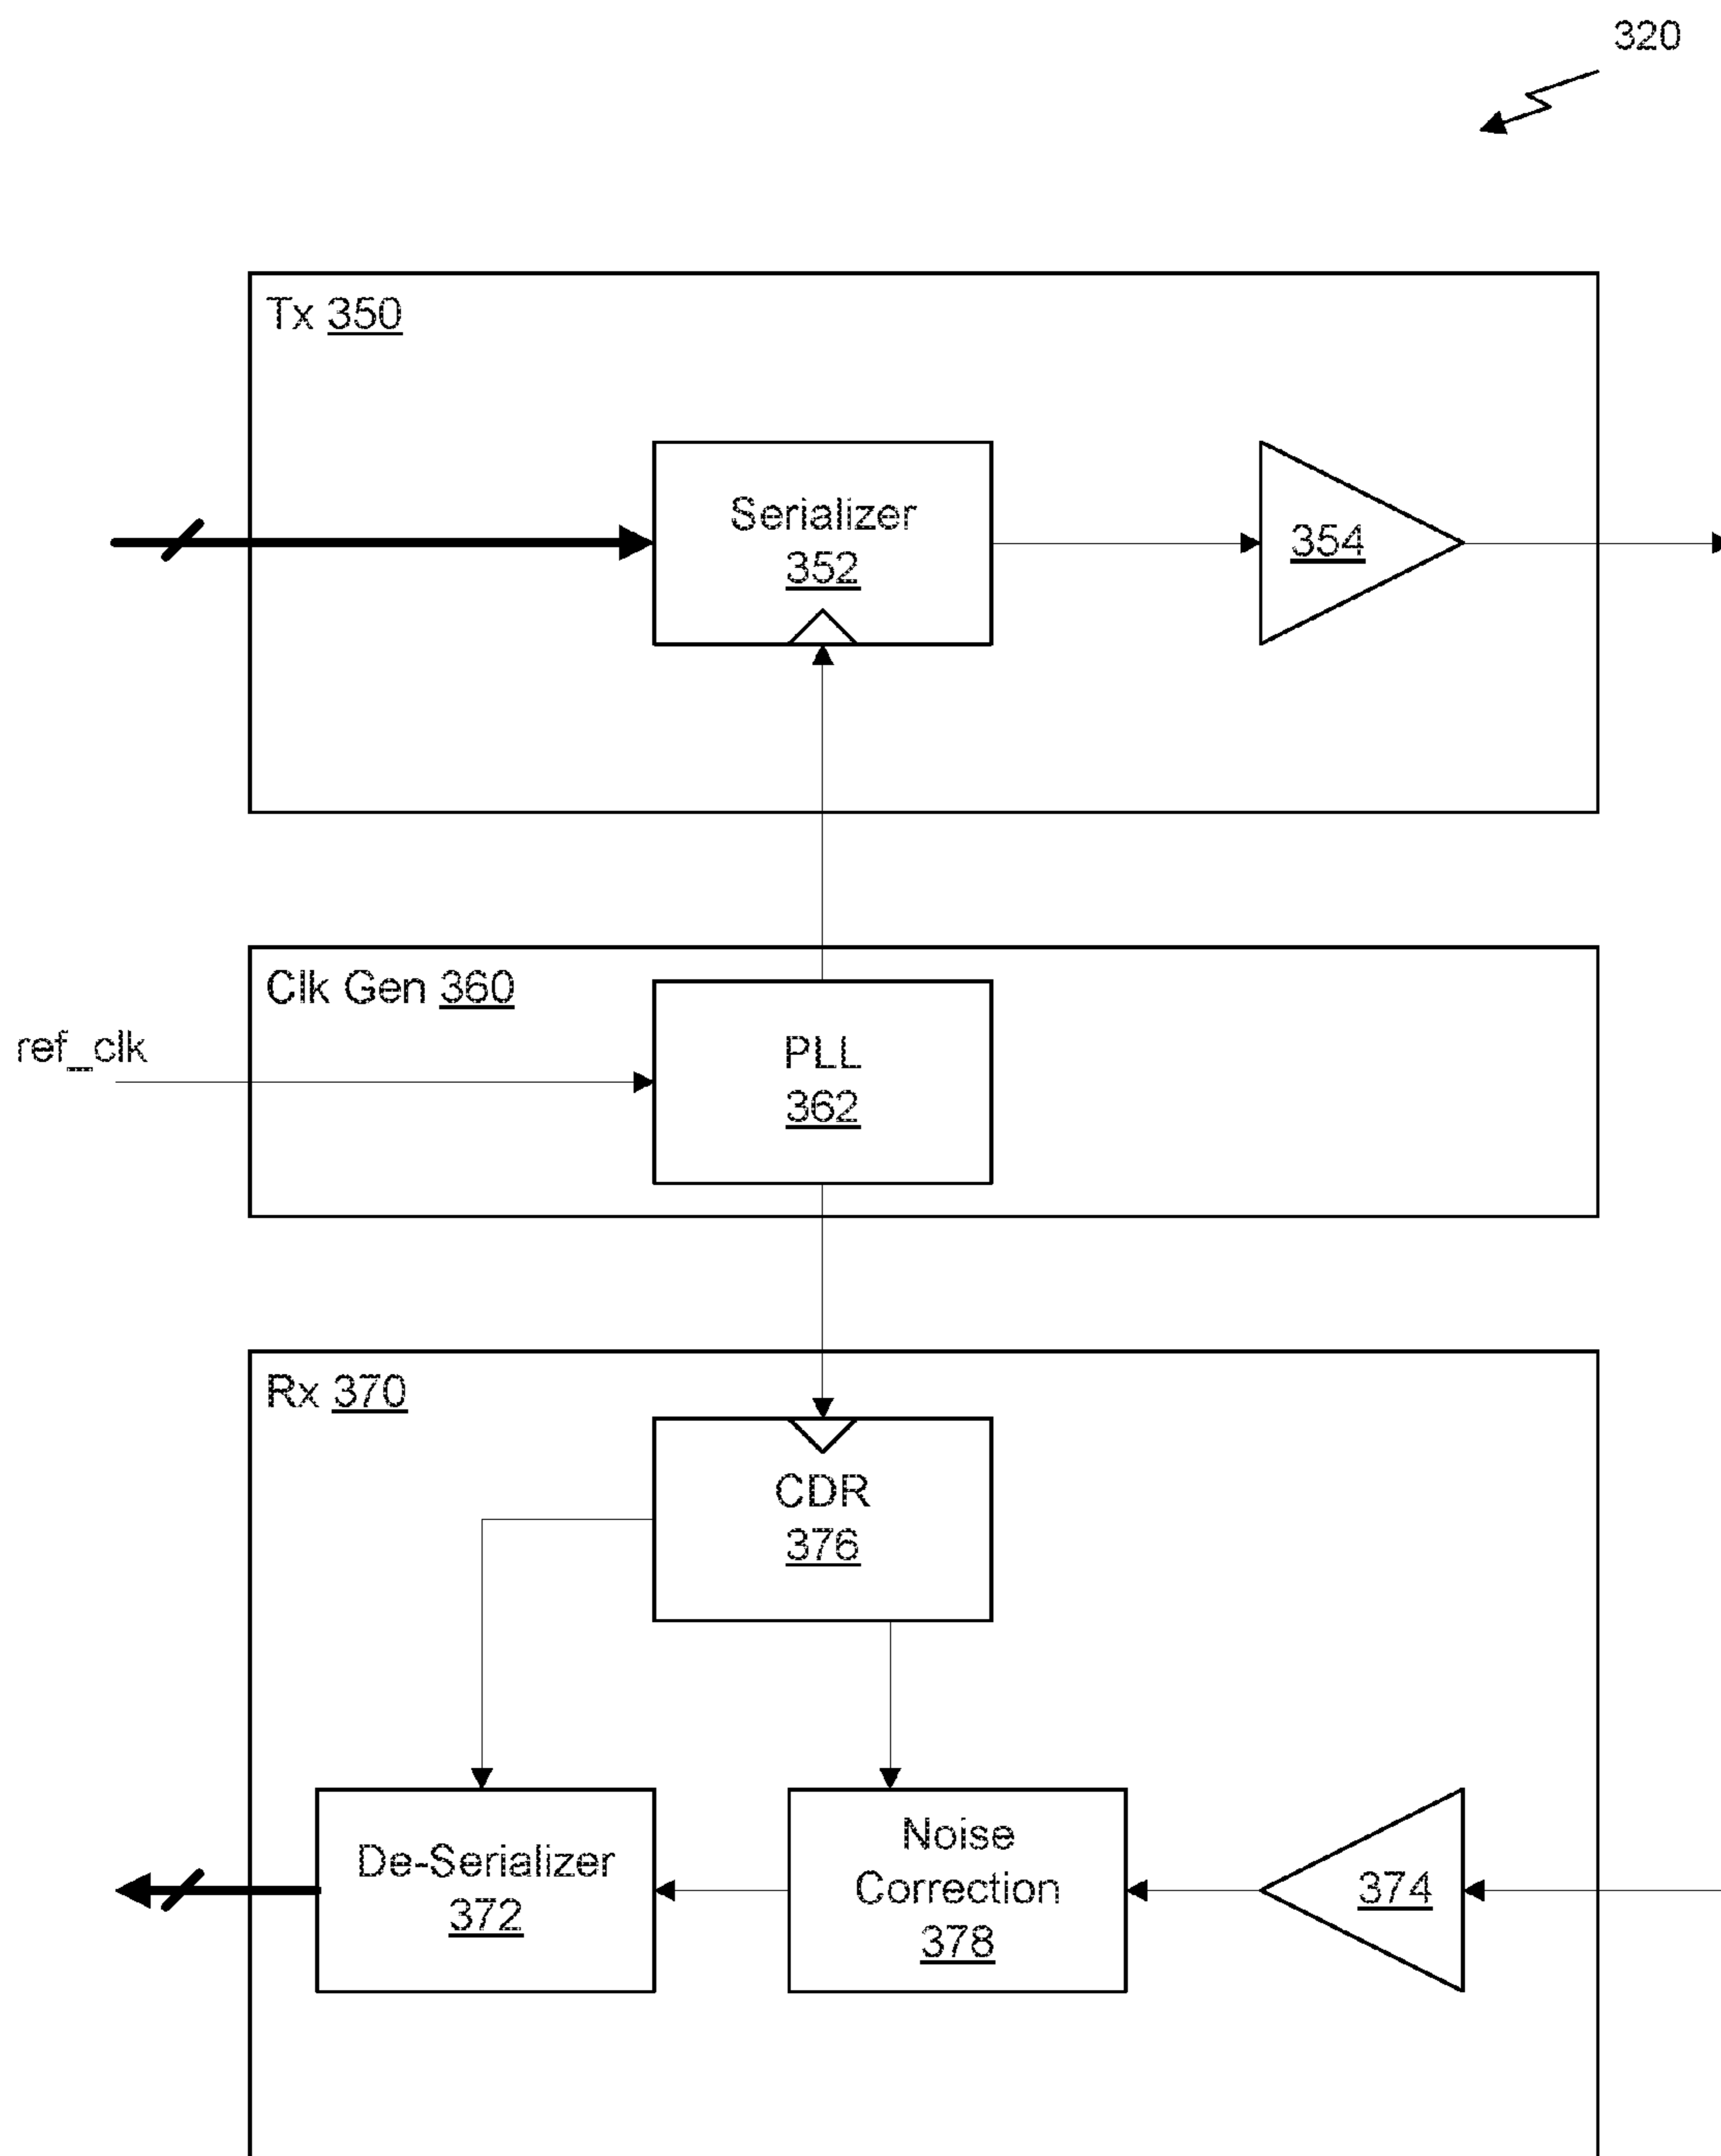 320
Tx 350
Serializer
352
354
Clk Gen 360
ref_clk
PLL
362
Rx 370
CDR
376
De-Serializer
372
Noise
Correction
378
374